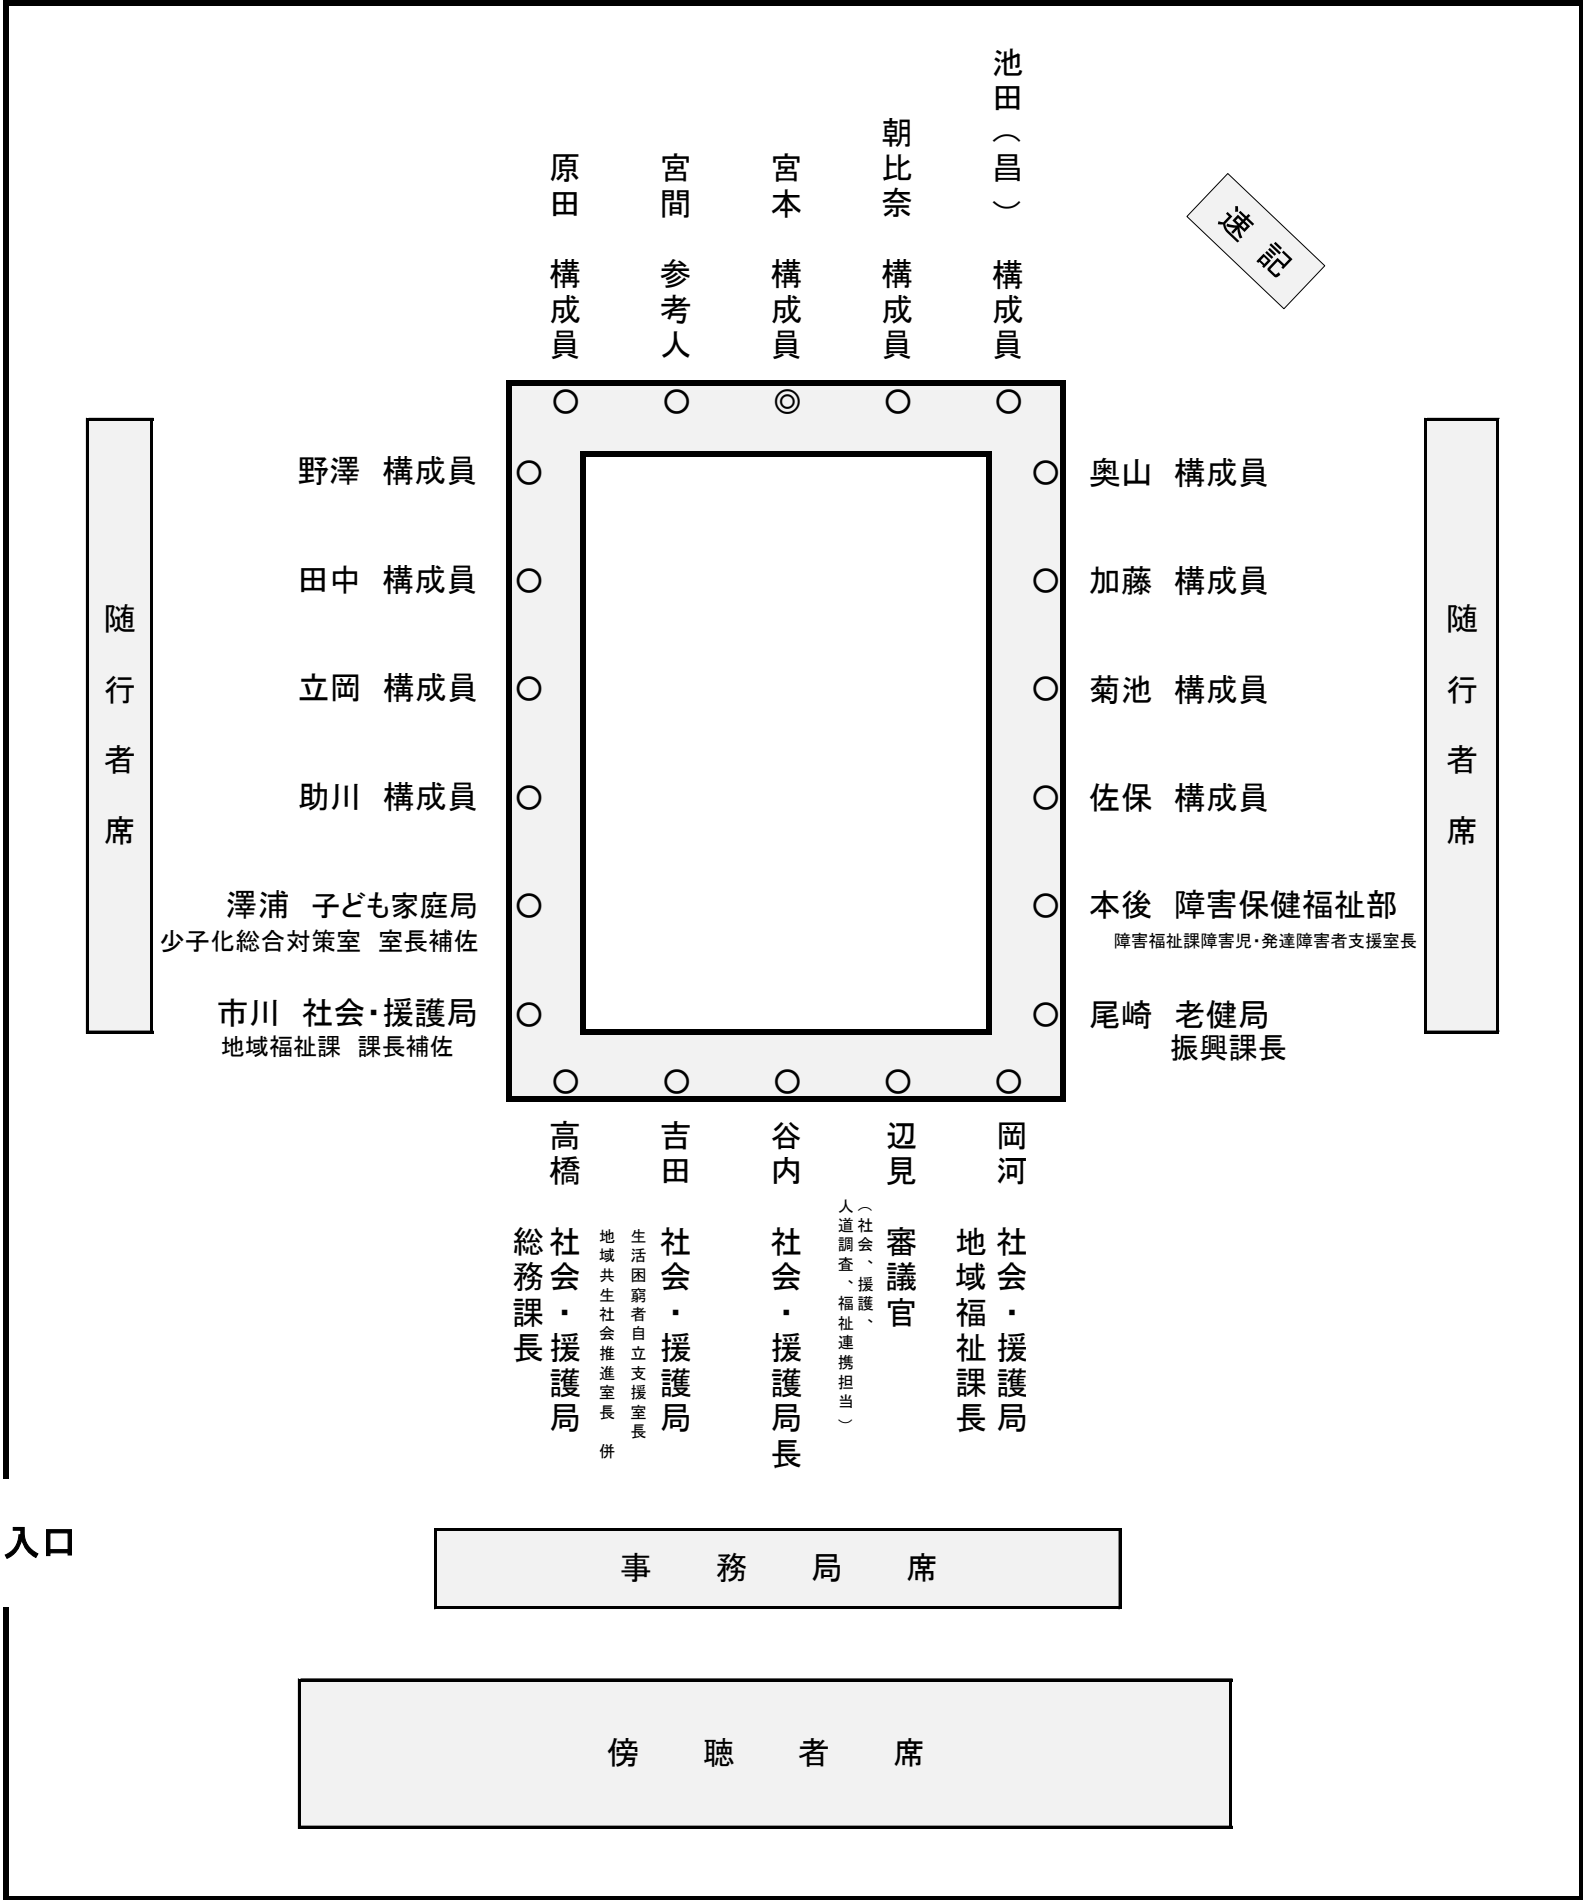 池田（昌）　構成員
朝比奈　構成員
宮本　構成員
宮間　参考人
原田　構成員
速記
野澤　構成員
田中　構成員
立岡　構成員
助川　構成員
澤浦　子ども家庭局
少子化総合対策室　室長補佐
市川　社会・援護局
地域福祉課　課長補佐
奥山　構成員
加藤　構成員
菊池　構成員
佐保　構成員
本後　障害保健福祉部
障害福祉課障害児・発達障害者支援室長
尾崎　老健局
振興課長
随行者席
随行者席
岡河　社会・援護局
地域福祉課長
辺見　審議官
（社会、援護、
人道調査、福祉連携担当）
谷内　社会・援護局長
吉田　社会・援護局
生活困窮者自立支援室長
地域共生社会推進室長　併
高橋　社会・援護局
総務課長
入口
事務局席
傍聴者席